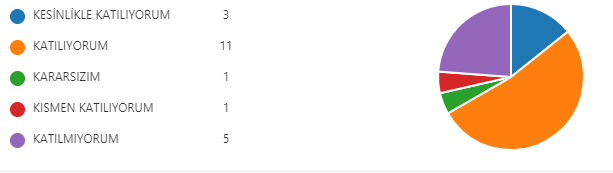 KESİNLİKLE KATILIYORUM 3
KATILIYORUM 11
KARARSIZIM 1
KISMEN KATILIYORUM 1
KATILMIYORUM 5